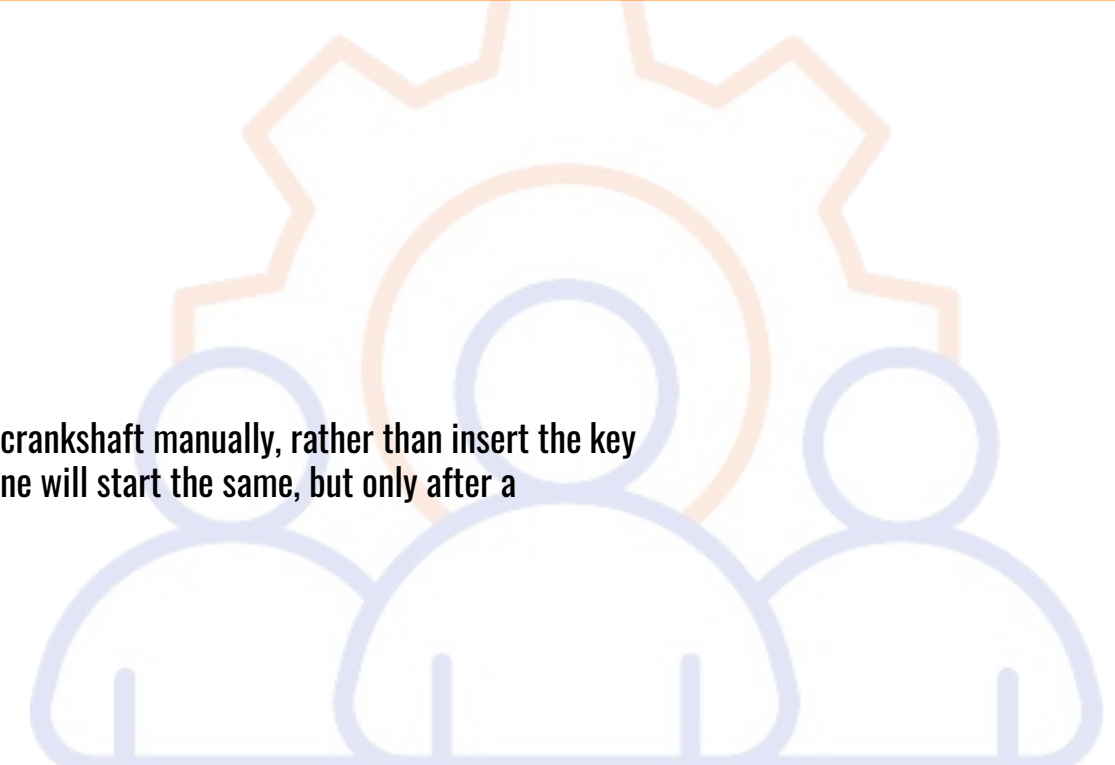 crankshaft manually, rather than insert the key
ne will start the same, but only after a